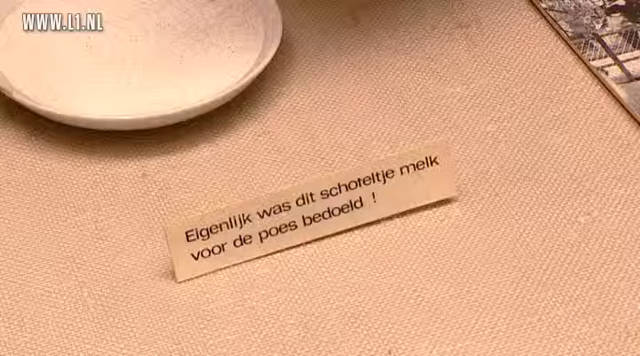 WWW.L1.NL
Eigenlijk was dit schoteltje melk
voor de poes bedoeld !